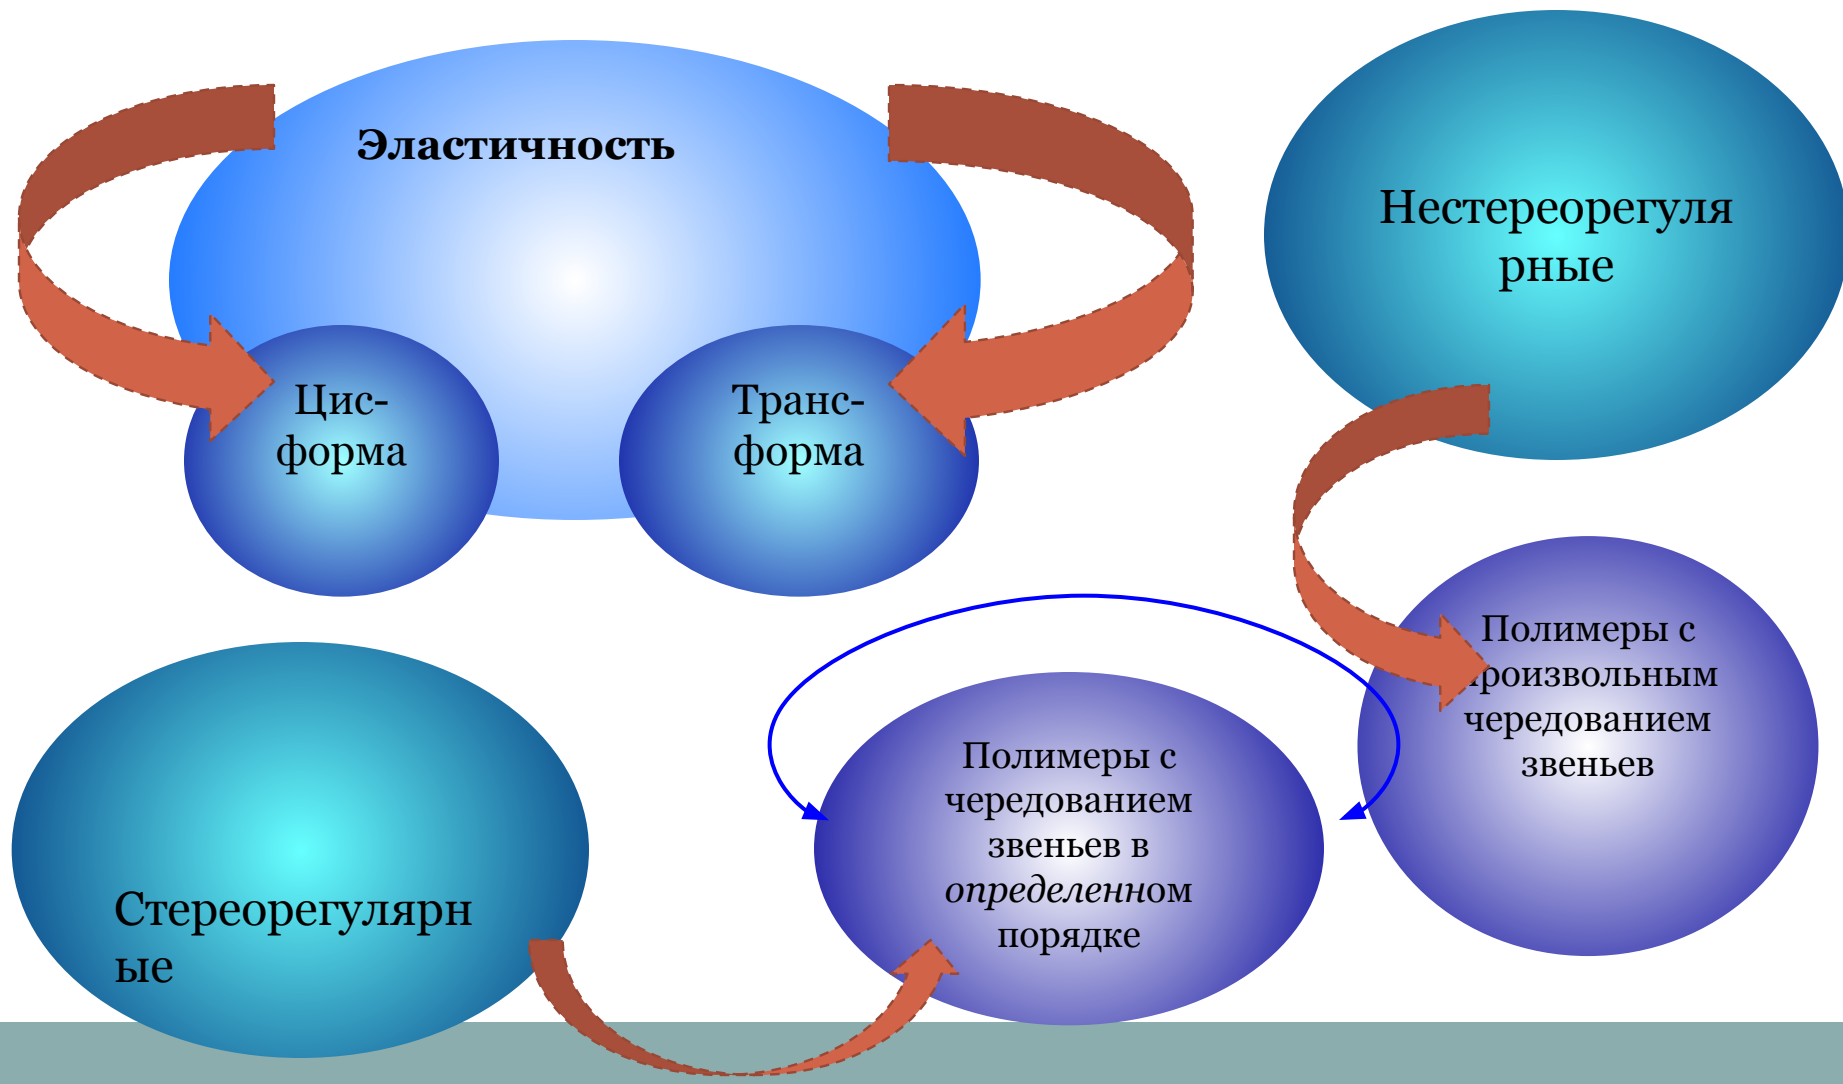 Эластичность
Нестереорегуля
рные
Цис-
форма
Транс-
форма
Полимеры с
произвольным
чередованием
звеньев
Полимеры с
чередованием
звеньев в
определенном
порядке
Стереорегулярн
ые